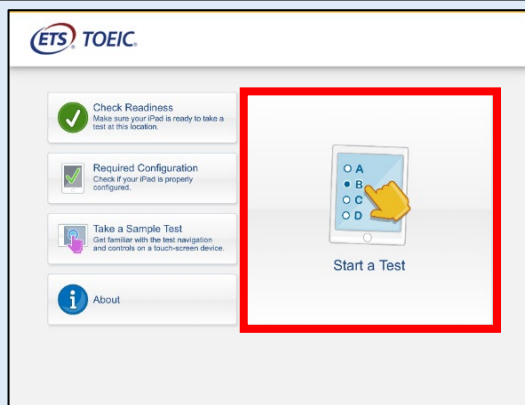 ETS TOEIC.
Check Readiness
Make sure your iPad is ready to take a
test at this location.
Required Configuration
Check if your iPad is properly
configured.
Take a Sample Test
Get familiar with the test navigation
and controls on a touch-screen device.
i About
A
B
C
D
Start a Test